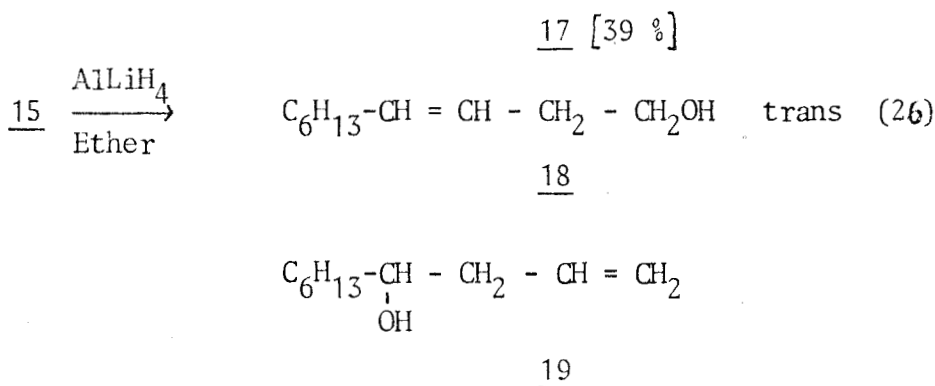 17 [39 %]
15 AlLiH4 Ether → C6H13-CH = CH - CH2 - CH2OH trans (26)
18
C6H13-CH - CH2 - CH = CH2
OH
19